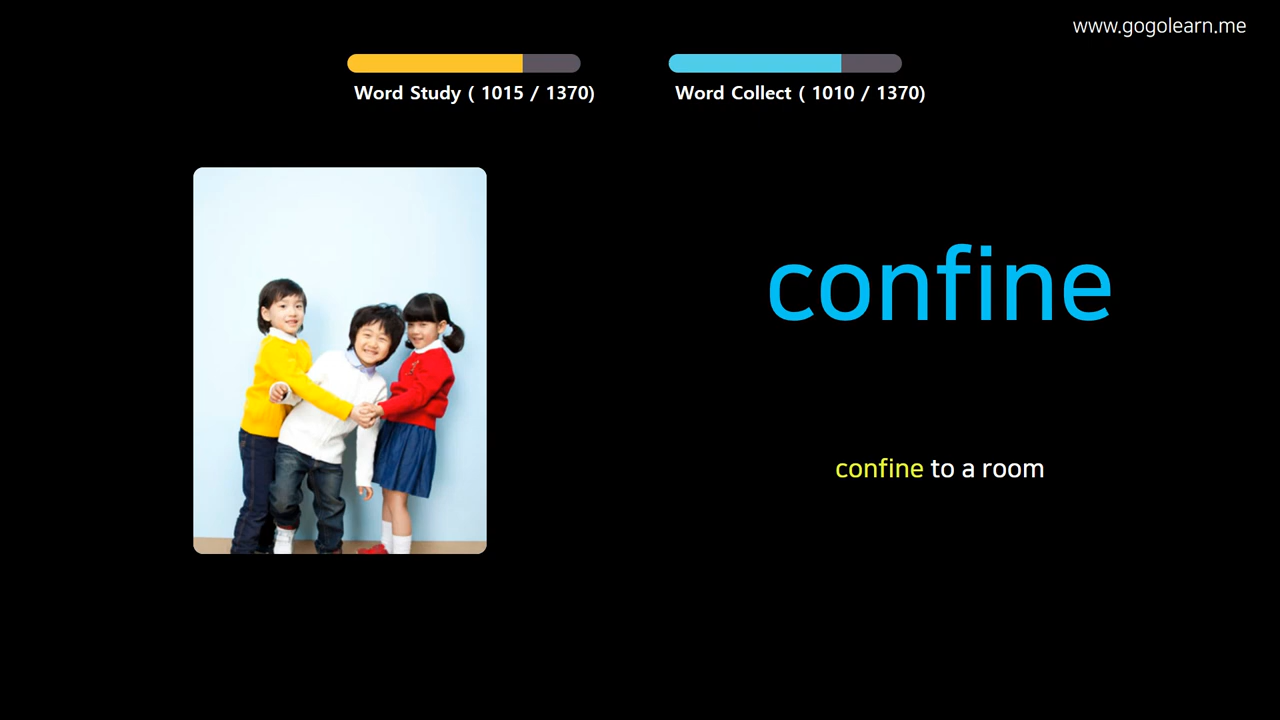 www.gogolearn.me
Word Study ( 1015 / 1370)
Word Collect ( 1010 / 1370)
confine
confine to a room